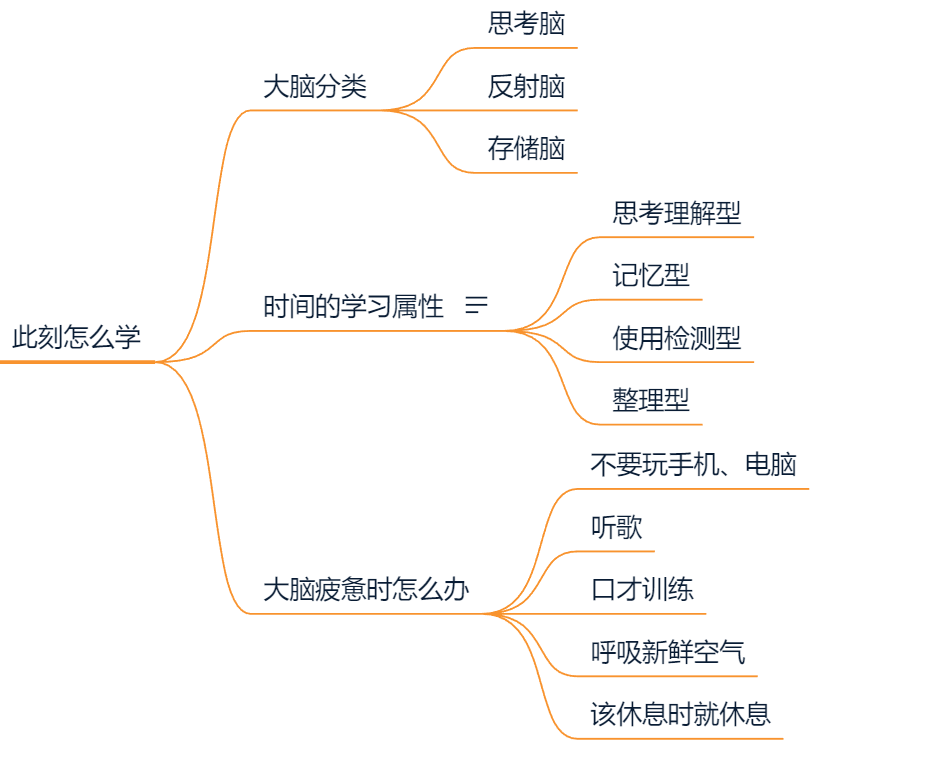 思考脑
大脑分类
反射脑
存储脑
思考理解型
记忆型
时间的学习属性
此刻怎么学
使用检测型
整理型
不要玩手机、电脑
听歌
大脑疲惫时怎么办
口才训练
呼吸新鲜空气
该休息时就休息